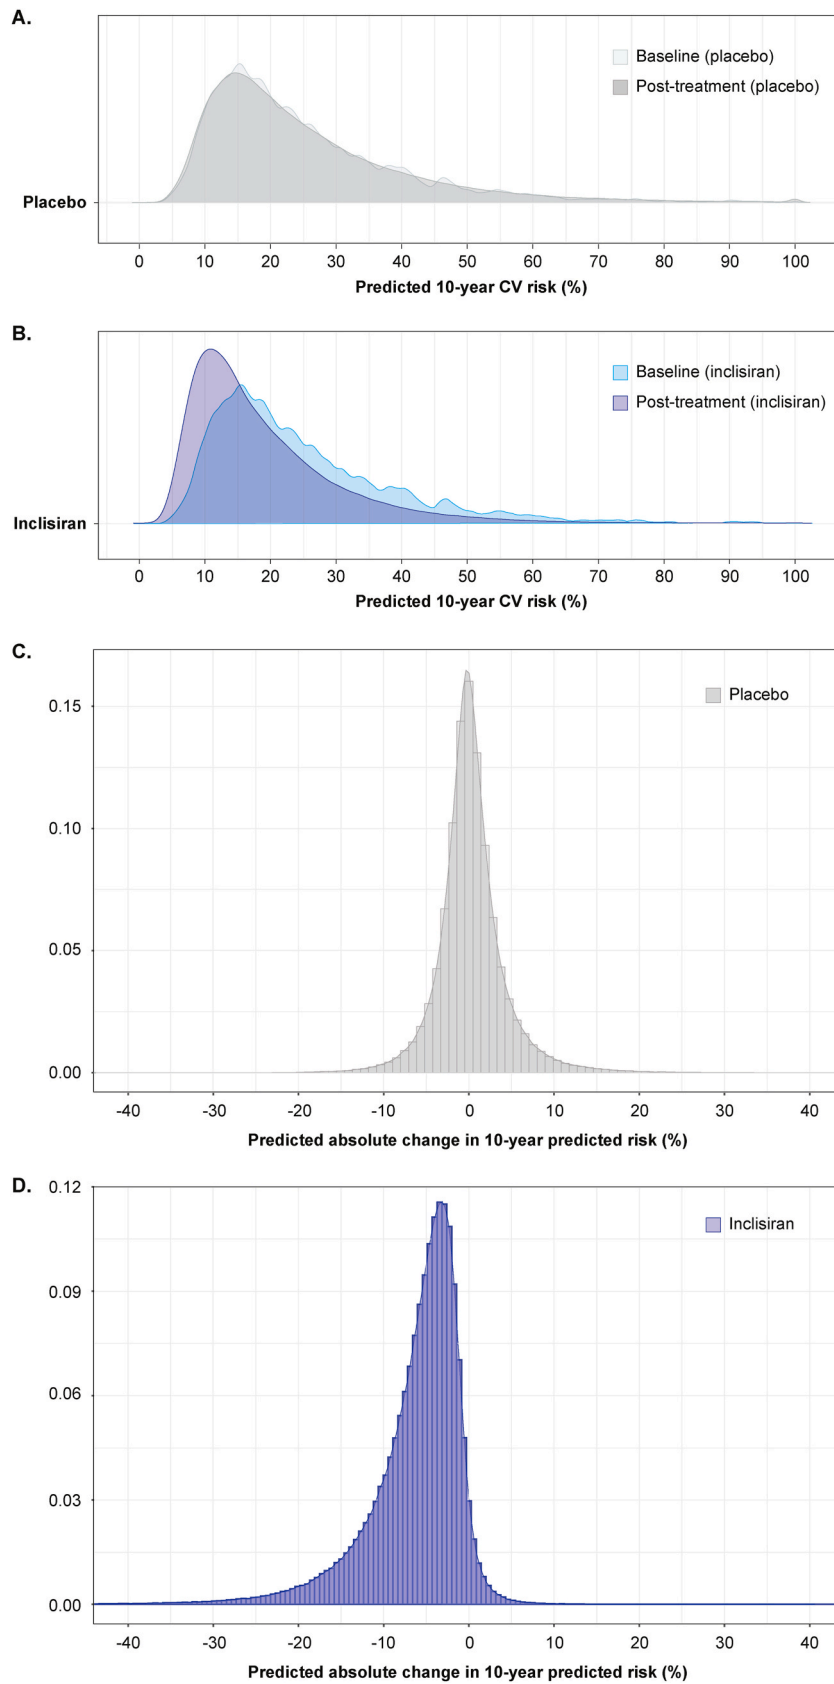 A.
Baseline (placebo)
Post-treatment (placebo)
Placebo
0 10 20 30 40 50 60 70 80 90 100
Predicted 10-year CV risk (%)
B.
Baseline (inclisiran)
Post-treatment (inclisiran)
Inclisiran
0 10 20 30 40 50 60 70 80 90 100
Predicted 10-year CV risk (%)
C.
Placebo
0.15
0.10
0.05
0.00
-40 -30 -20 -10 0 10 20 30 40
Predicted absolute change in 10-year predicted risk (%)
D.
0.12
Inclisiran
0.09
0.06
0.03
0.00
-40 -30 -20 -10 0 10 20 30 40
Predicted absolute change in 10-year predicted risk (%)